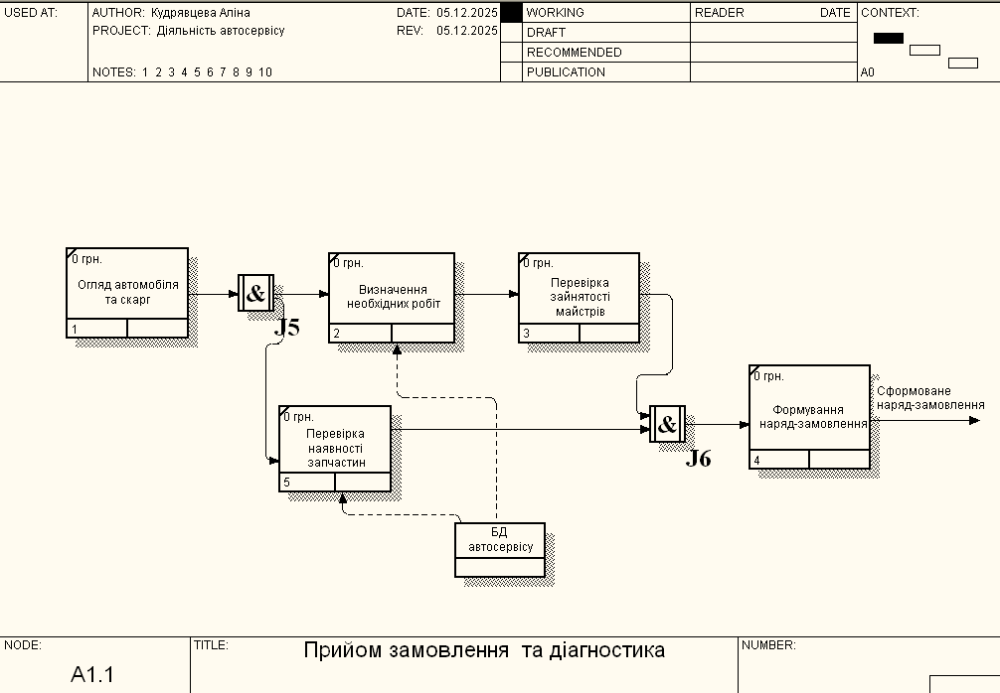 USED AT:
AUTHOR: Кудрявцева Аліна
DATE: 05.12.2025
PROJECT: Діяльність автосервісу
REV: 05.12.2025
NOTES: 1 2 3 4 5 6 7 8 9 10
WORKING
DRAFT
RECOMMENDED
PUBLICATION
READER
DATE
CONTEXT:
A0
0 грн.
Огляд автомобіля
та скарг
1
&
J5
0 грн.
Визначення
необхідних робіт
2
0 грн.
Перевірка
зайнятості
майстрів
3
0 грн.
Перевірка
наявності
запчастин
5
&
J6
0 грн.
Формування
наряд-замовлення
4
Сформоване
наряд-замовлення
БД
автосервісу
NODE:
A1.1
TITLE:
Прийом замовлення та діагностика
NUMBER: